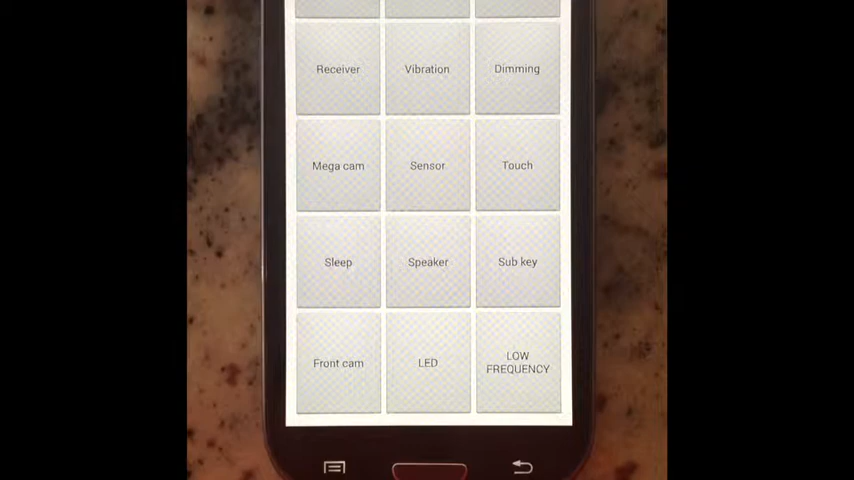 Receiver
Vibration
Dimming
Mega cam
Sensor
Touch
Sleep
Speaker
Sub key
Front cam
LED
LOW
FREQUENCY